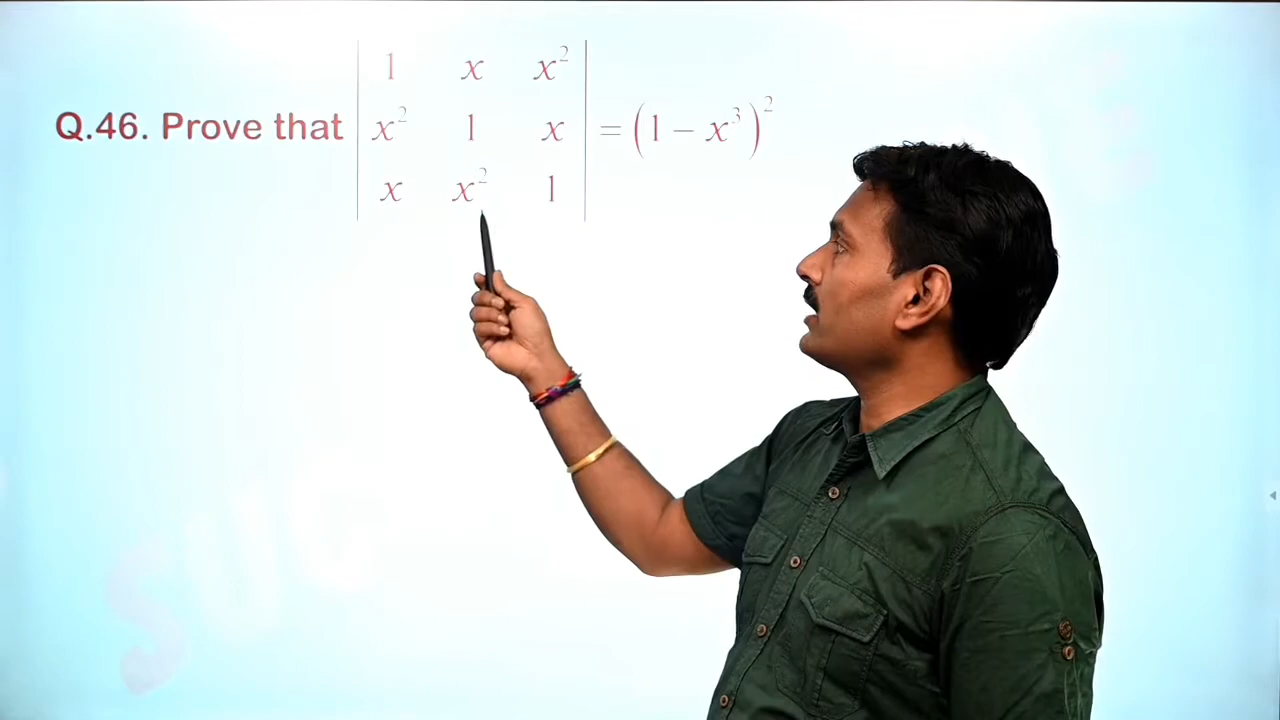 1 x x²
Q.46. Prove that x² 1 x = (1 − x³)²
x x² 1